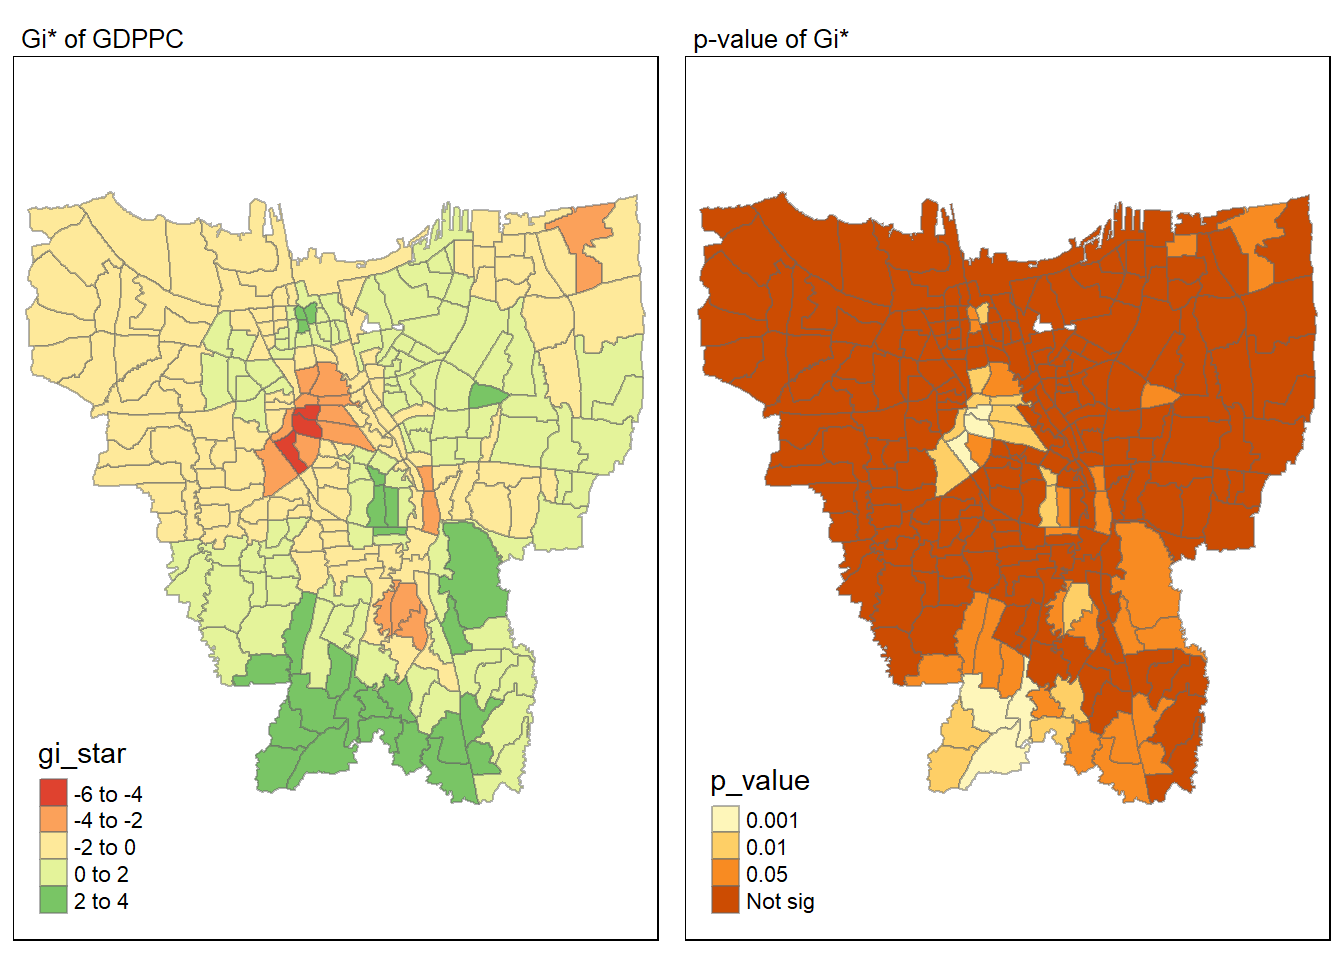 Gi* of GDPPC
gi_star
-6 to -4
-4 to -2
-2 to 0
0 to 2
2 to 4
p-value of Gi*
p_value
0.001
0.01
0.05
Not sig